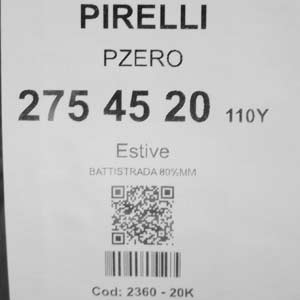 PIRELLI
PZERO
275 45 20 110Y
Estive
BATTISTRADA 80%MM
Cod: 2360 - 20K